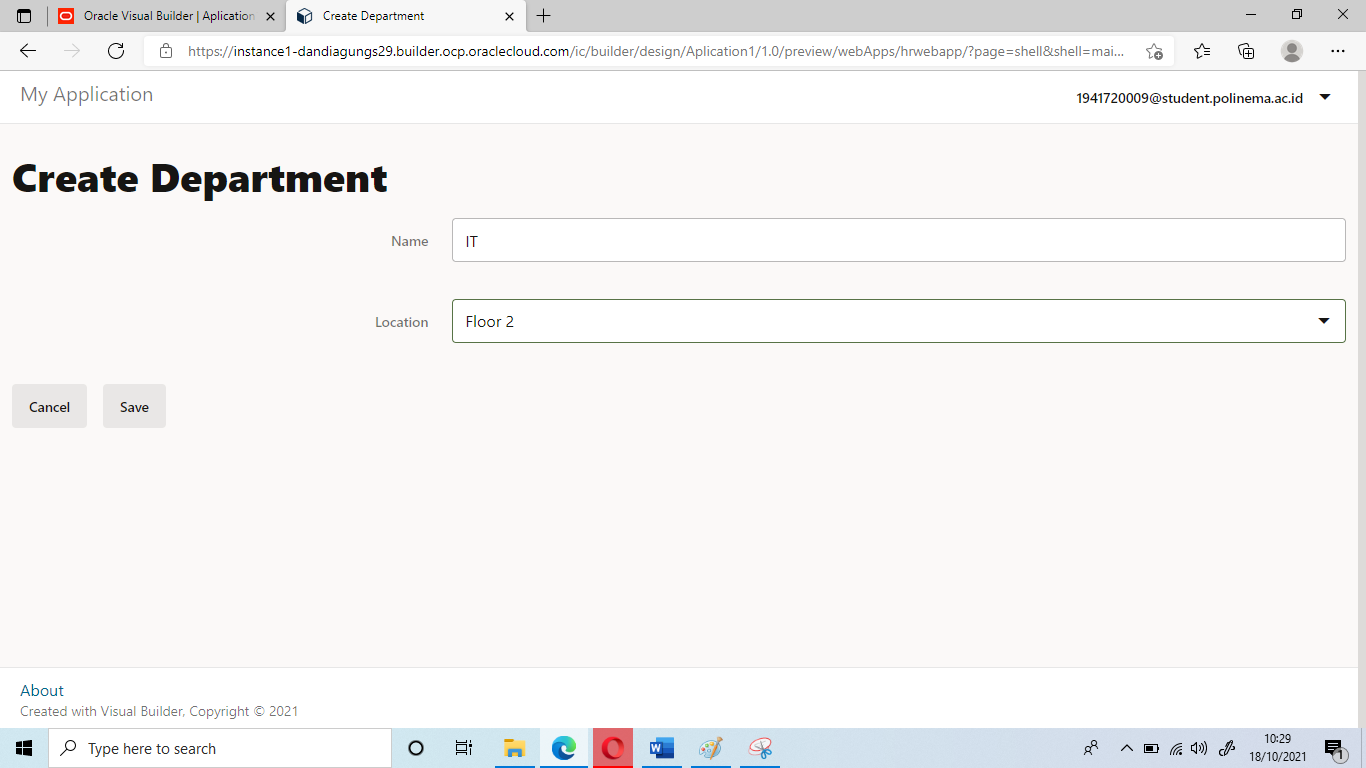 Oracle Visual Builder | Aplication
Create Department
https://instance1-dandiagungs29.builder.ocp.oraclecloud.com/ic/builder/design/Aplication1/1.0/preview/webApps/hrwebapp/?page=shell&shell=mai...
My Application
1941720009@student.polinema.ac.id
Create Department
Name
IT
Location
Floor 2
Cancel
Save
About
Created with Visual Builder, Copyright © 2021
Type here to search
10:29
18/10/2021
1